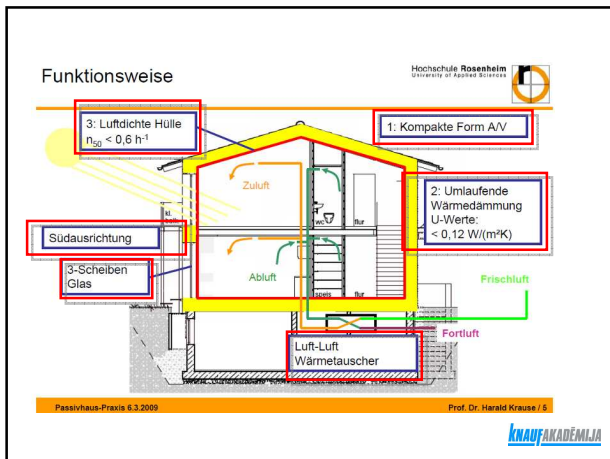 Funktionsweise
Hochschule Rosenheim
University of Applied Sciences
3: Luftdichte Hülle
n50 < 0,6 h-1
1: Kompakte Form A/V
Zuluft
2: Umlaufende
Wärmedämmung
U-Werte:
< 0,12 W/(m²K)
kl.
wc
flur
Südausrichtung
3-Scheiben
Glas
Abluft
speis
flur
Frischluft
Fortluft
Luft-Luft
Wärmetauscher
Passivhaus-Praxis 6.3.2009
Prof. Dr. Harald Krause / 5
KNAUFAKADĒMIJA